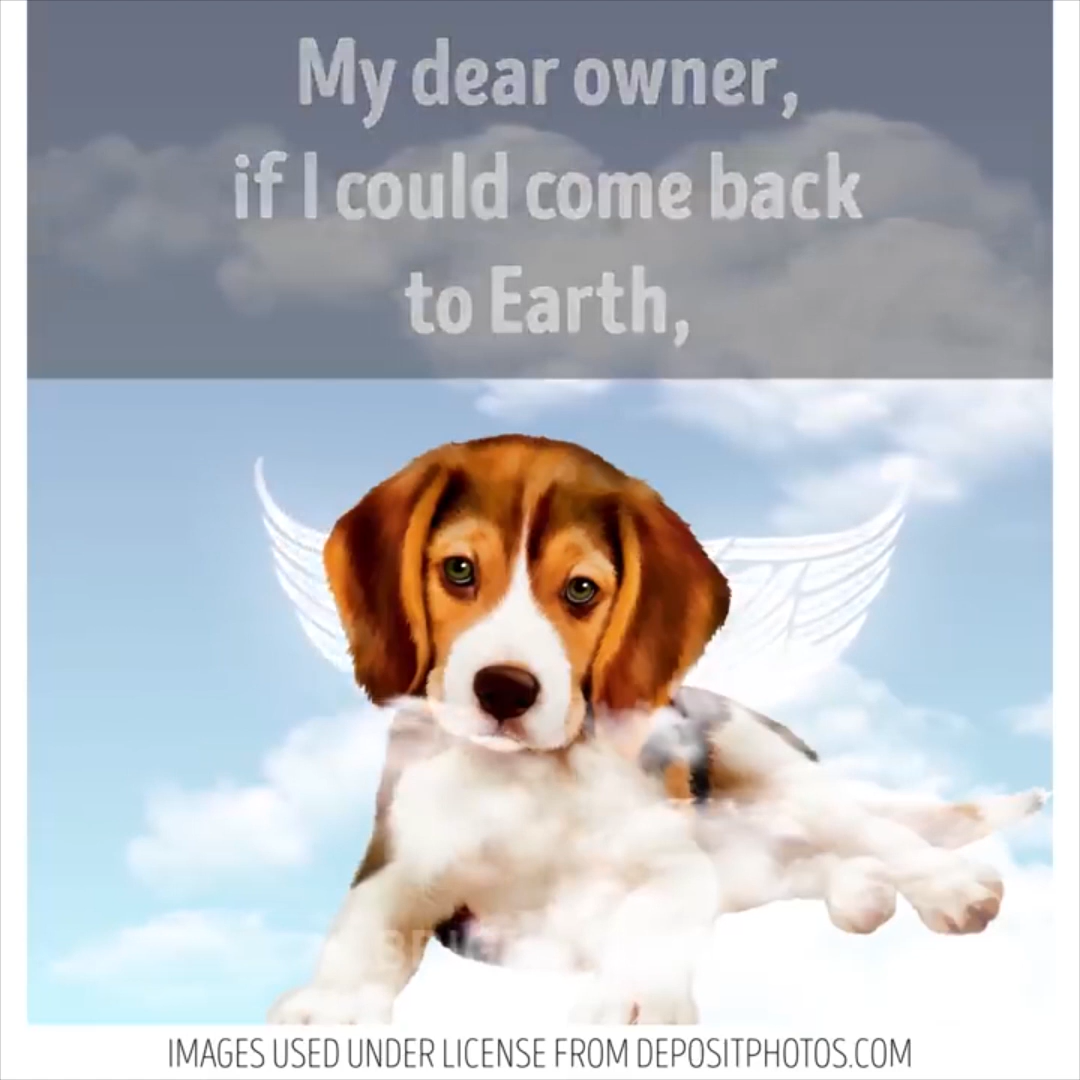 My dear owner,
if I could come back
to Earth,
IMAGES USED UNDER LICENSE FROM DEPOSITPHOTOS.COM